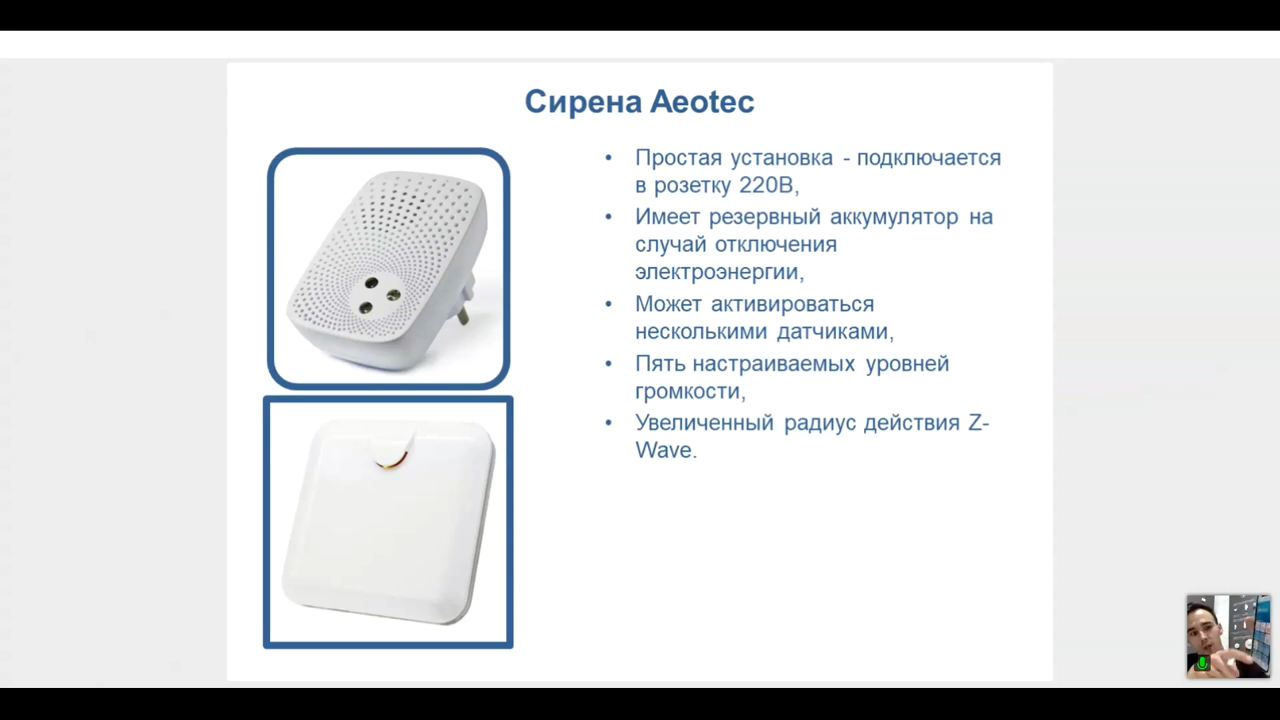 Сирена Aeotec
• Простая установка - подключается
в розетку 220В,
• Имеет резервный аккумулятор на
случай отключения
электроэнергии,
• Может активироваться
несколькими датчиками,
• Пять настраиваемых уровней
громкости,
• Увеличенный радиус действия Z-
Wave.